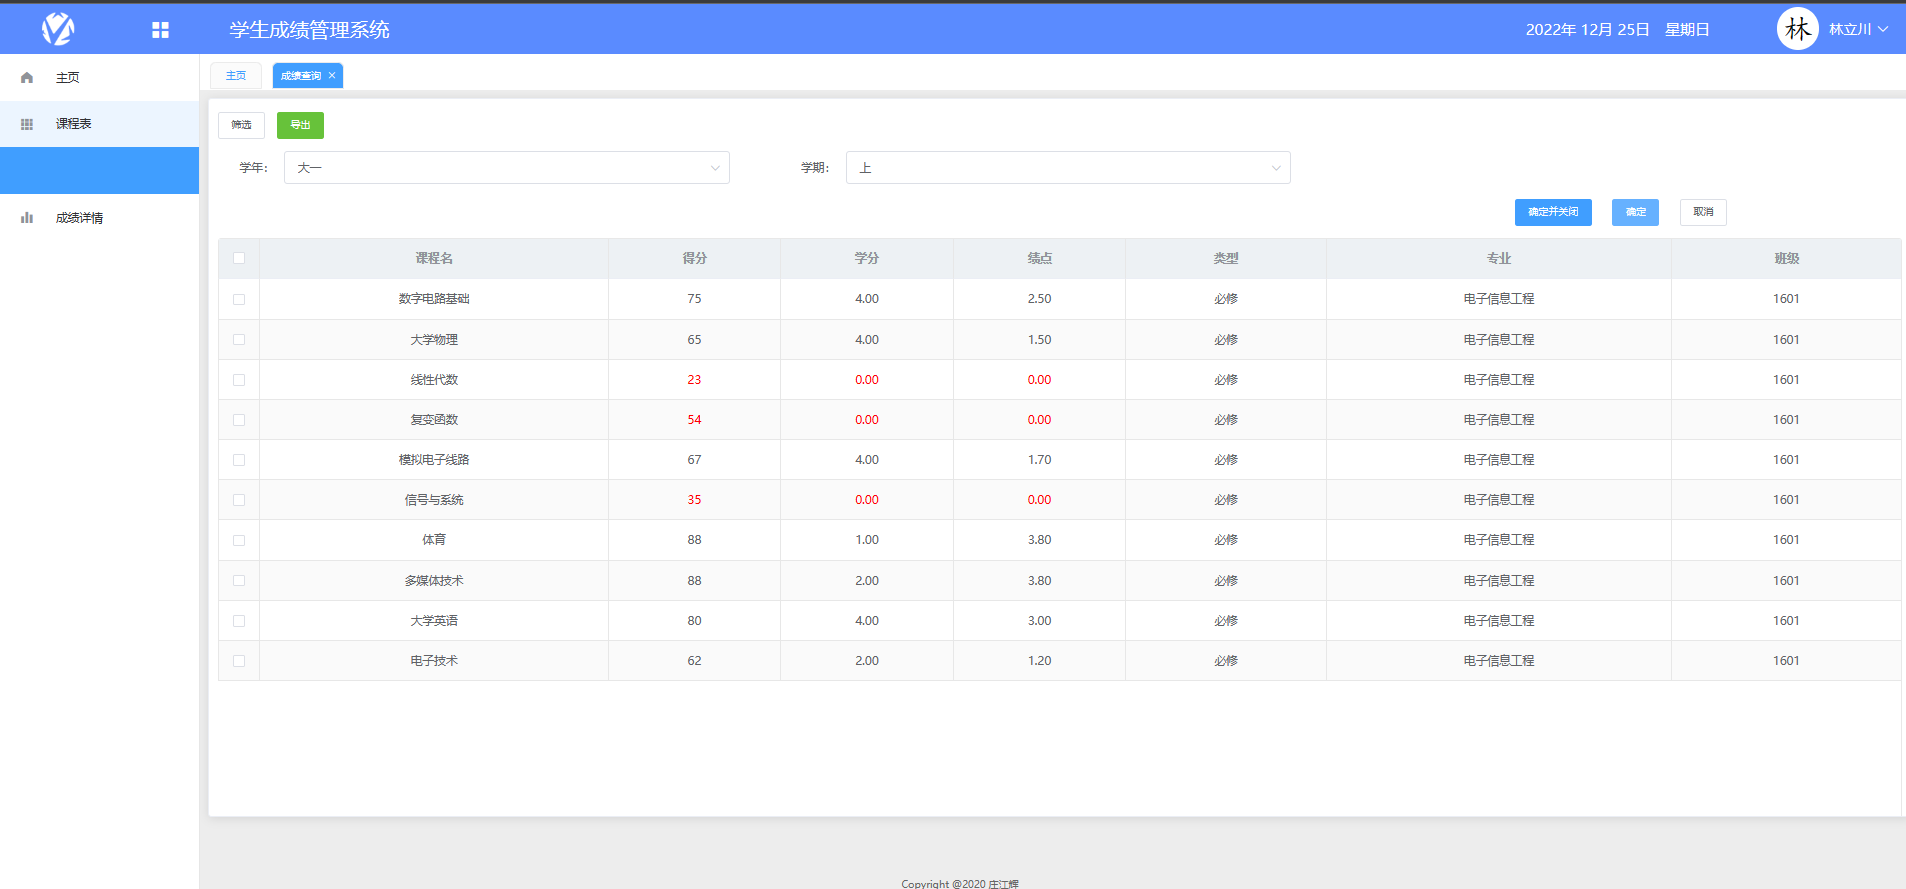 学生成绩管理系统
2022年 12月 25日 星期日
林
林立川
主页
课程表
成绩详情
主页
成绩查询 ×
筛选
导出
学年： 大一
学期： 上
确定并关闭 确定 取消
课程名 得分 学分 绩点 类型 专业 班级
数字电路基础 75 4.00 2.50 必修 电子信息工程 1601
大学物理 65 4.00 1.50 必修 电子信息工程 1601
线性代数 23 0.00 0.00 必修 电子信息工程 1601
复变函数 54 0.00 0.00 必修 电子信息工程 1601
模拟电子线路 67 4.00 1.70 必修 电子信息工程 1601
信号与系统 35 0.00 0.00 必修 电子信息工程 1601
体育 88 1.00 3.80 必修 电子信息工程 1601
多媒体技术 88 2.00 3.80 必修 电子信息工程 1601
大学英语 80 4.00 3.00 必修 电子信息工程 1601
电子技术 62 2.00 1.20 必修 电子信息工程 1601
Copyright @2020 庄江辉